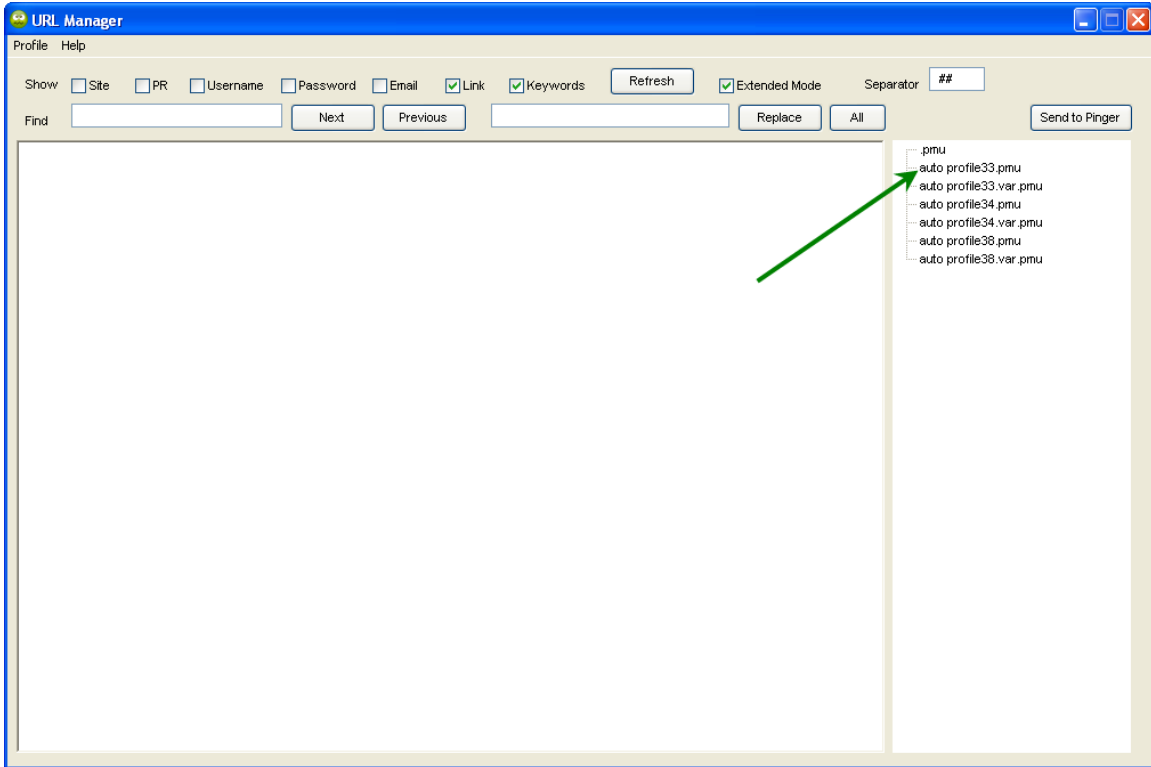 URL Manager
Profile Help
Show Site PR Username Password Email Link Keywords Refresh Extended Mode Separator ##
Find Next Previous Replace All Send to Pinger
.pmu
auto profile33.pmu
auto profile33.var.pmu
auto profile34.pmu
auto profile34.var.pmu
auto profile38.pmu
auto profile38.var.pmu